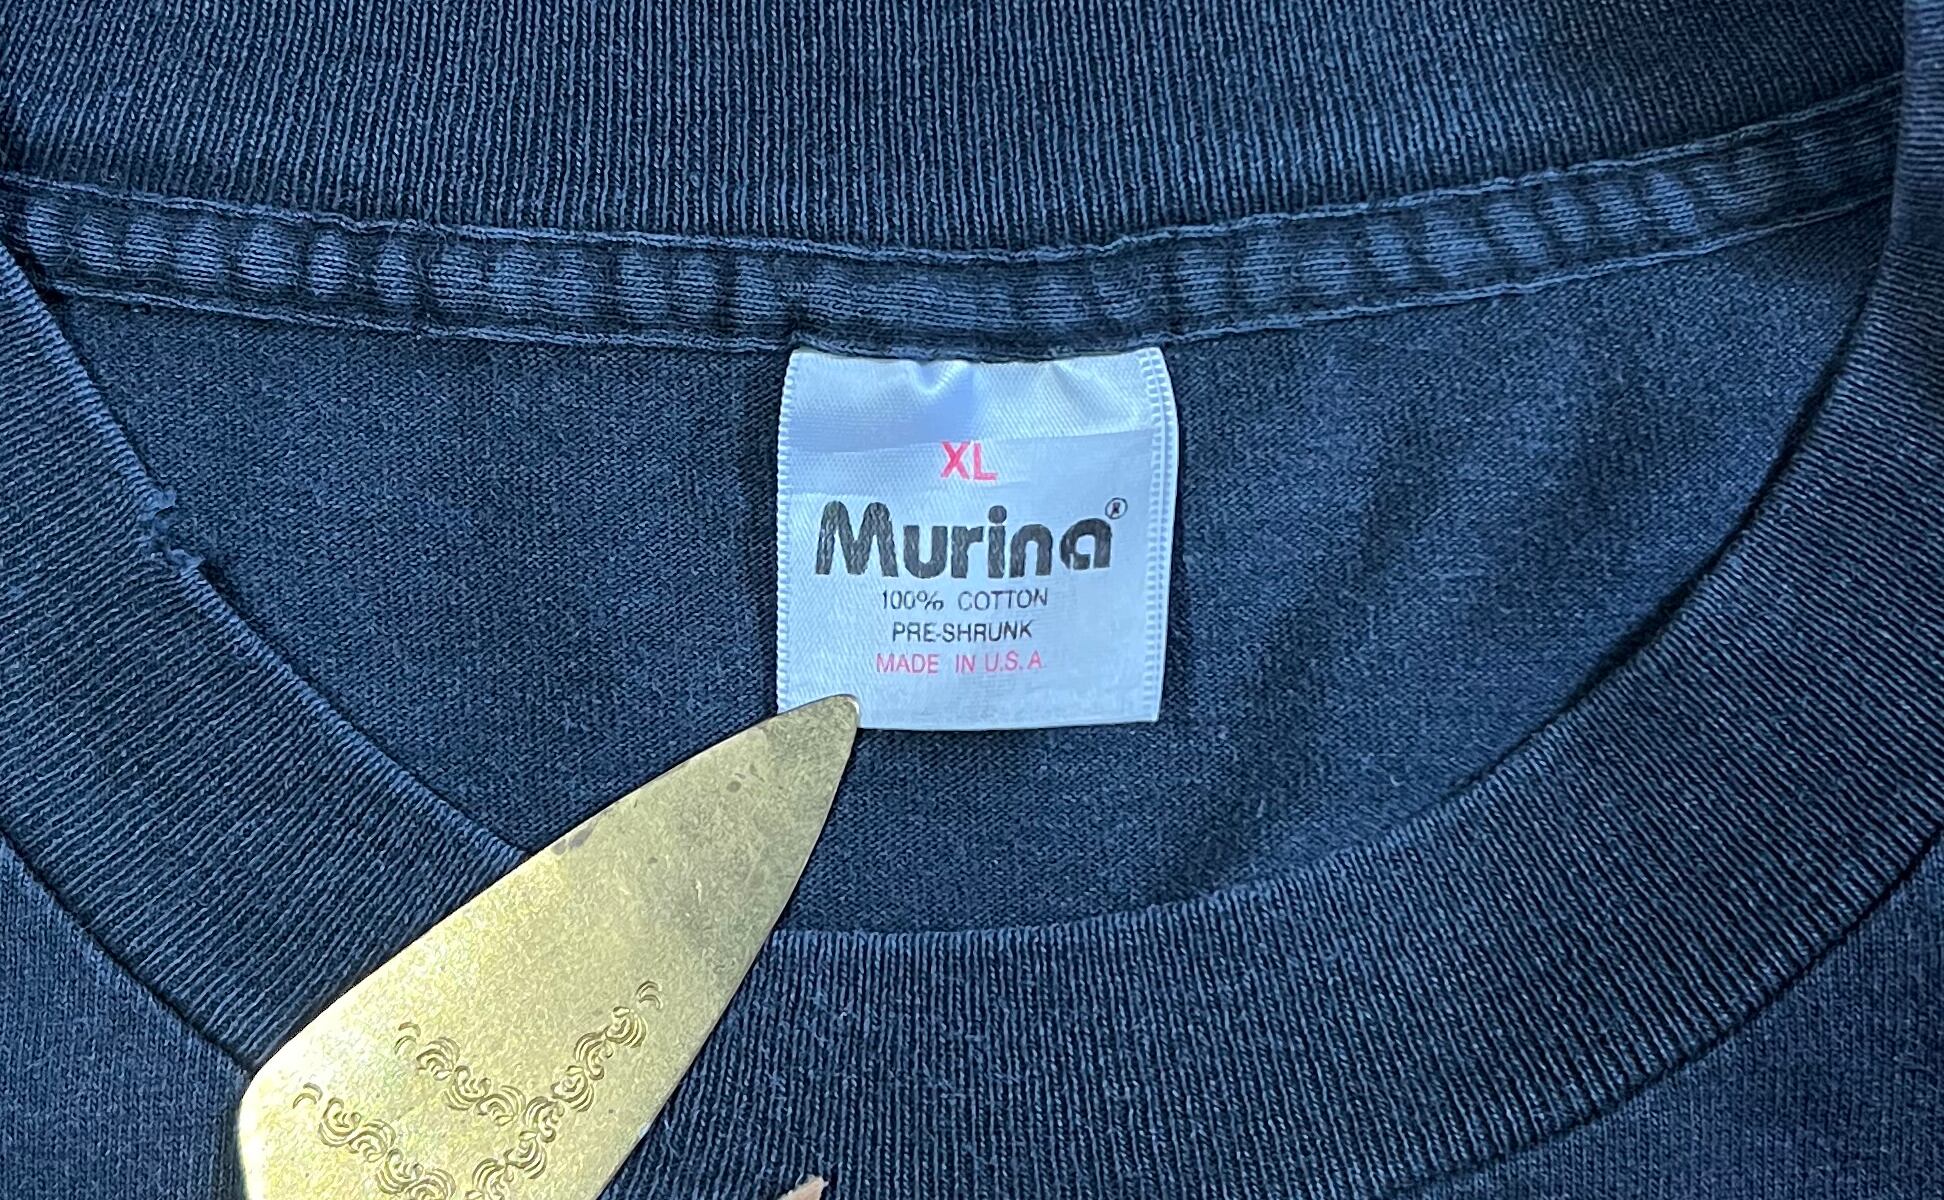 XL
Murina®
100% COTTON
PRE-SHRUNK
MADE IN U.S.A.